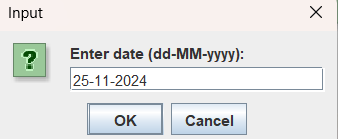 Input
Enter date (dd-MM-yyyy):
25-11-2024
OK Cancel